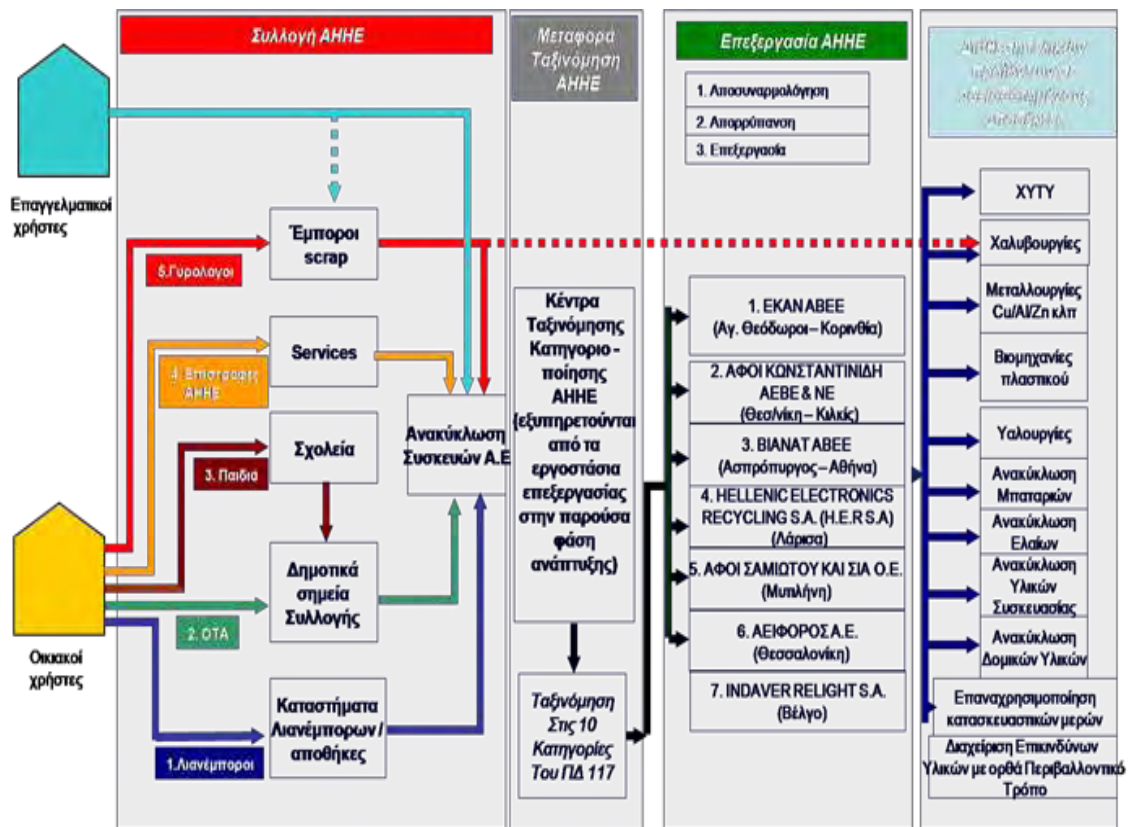 Συλλογή ΑΗΗΕ
Επαγγελματικοί
χρήστες
Έμποροι
scrap
5.Γυρολόγοι
Services
4. Επιστροφές
ΑΗΗΕ
Σχολεία
3. Παιδιά
Ανακύκλωση
Συσκευών Α.Ε
Δημοτικά
σημεία
Συλλογής
2. ΟΤΑ
Οικιακοί
χρήστες
Καταστήματα
Λιανέμπορων /
αποθήκες
1.Λιανέμποροι
Μεταφορά
Ταξινόμηση
ΑΗΗΕ
Κέντρα
Ταξινόμησης
Κατηγοριο -
ποίησης
ΑΗΗΕ
(εξυπηρετούνται
από τα
εργοστάσια
επεξεργασίας
στην παρούσα
φάση
ανάπτυξης)
Ταξινόμηση
Στις 10
Κατηγορίες
Του ΠΔ 117
Επεξεργασία ΑΗΗΕ
1. Αποσυναρμολόγηση
2. Απορρύπανση
3. Επεξεργασία
1. ΕΚΑΝ ΑΒΕΕ
(Αγ. Θεόδωροι – Κορινθία)
2. ΑΦΟΙ ΚΩΝΣΤΑΝΤΙΝΙΔΗ
ΑΕΒΕ & ΝΕ
(Θεσ/νίκη – Κιλκίς)
3. ΒΙΑΝΑΤ ΑΒΕΕ
(Ασπρόπυργος – Αθήνα)
4. HELLENIC ELECTRONICS
RECYCLING S.A. (H.E.R S.A)
(Λάρισα)
5. ΑΦΟΙ ΣΑΜΙΩΤΟΥ ΚΑΙ ΣΙΑ Ο.Ε.
(Μυτιλήνη)
6. ΑΕΙΦΟΡΟΣ Α.Ε.
(Θεσσαλονίκη)
7. INDAVER RELIGHT S.A.
(Βέλγο)
ΧΥΤΥ
Χαλυβουργίες
Μεταλλουργίες
Cu/Al/Zn κλπ
Βιομηχανίες
πλαστικού
Υαλουργίες
Ανακύκλωση
Μπαταριών
Ανακύκλωση
Ελαίων
Ανακύκλωση
Υλικών
Συσκευασίας
Ανακύκλωση
Δομικών Υλικών
Επαναχρησιμοποίηση
κατασκευαστικών μερών
Διαχείριση Επικινδύνων
Υλικών με ορθά Περιβαλλοντικό
Τρόπο